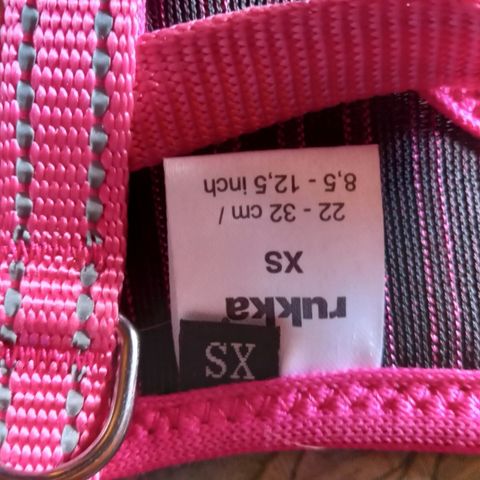 rukka
XS
22 - 32 cm /
8,5 - 12,5 inch
XS